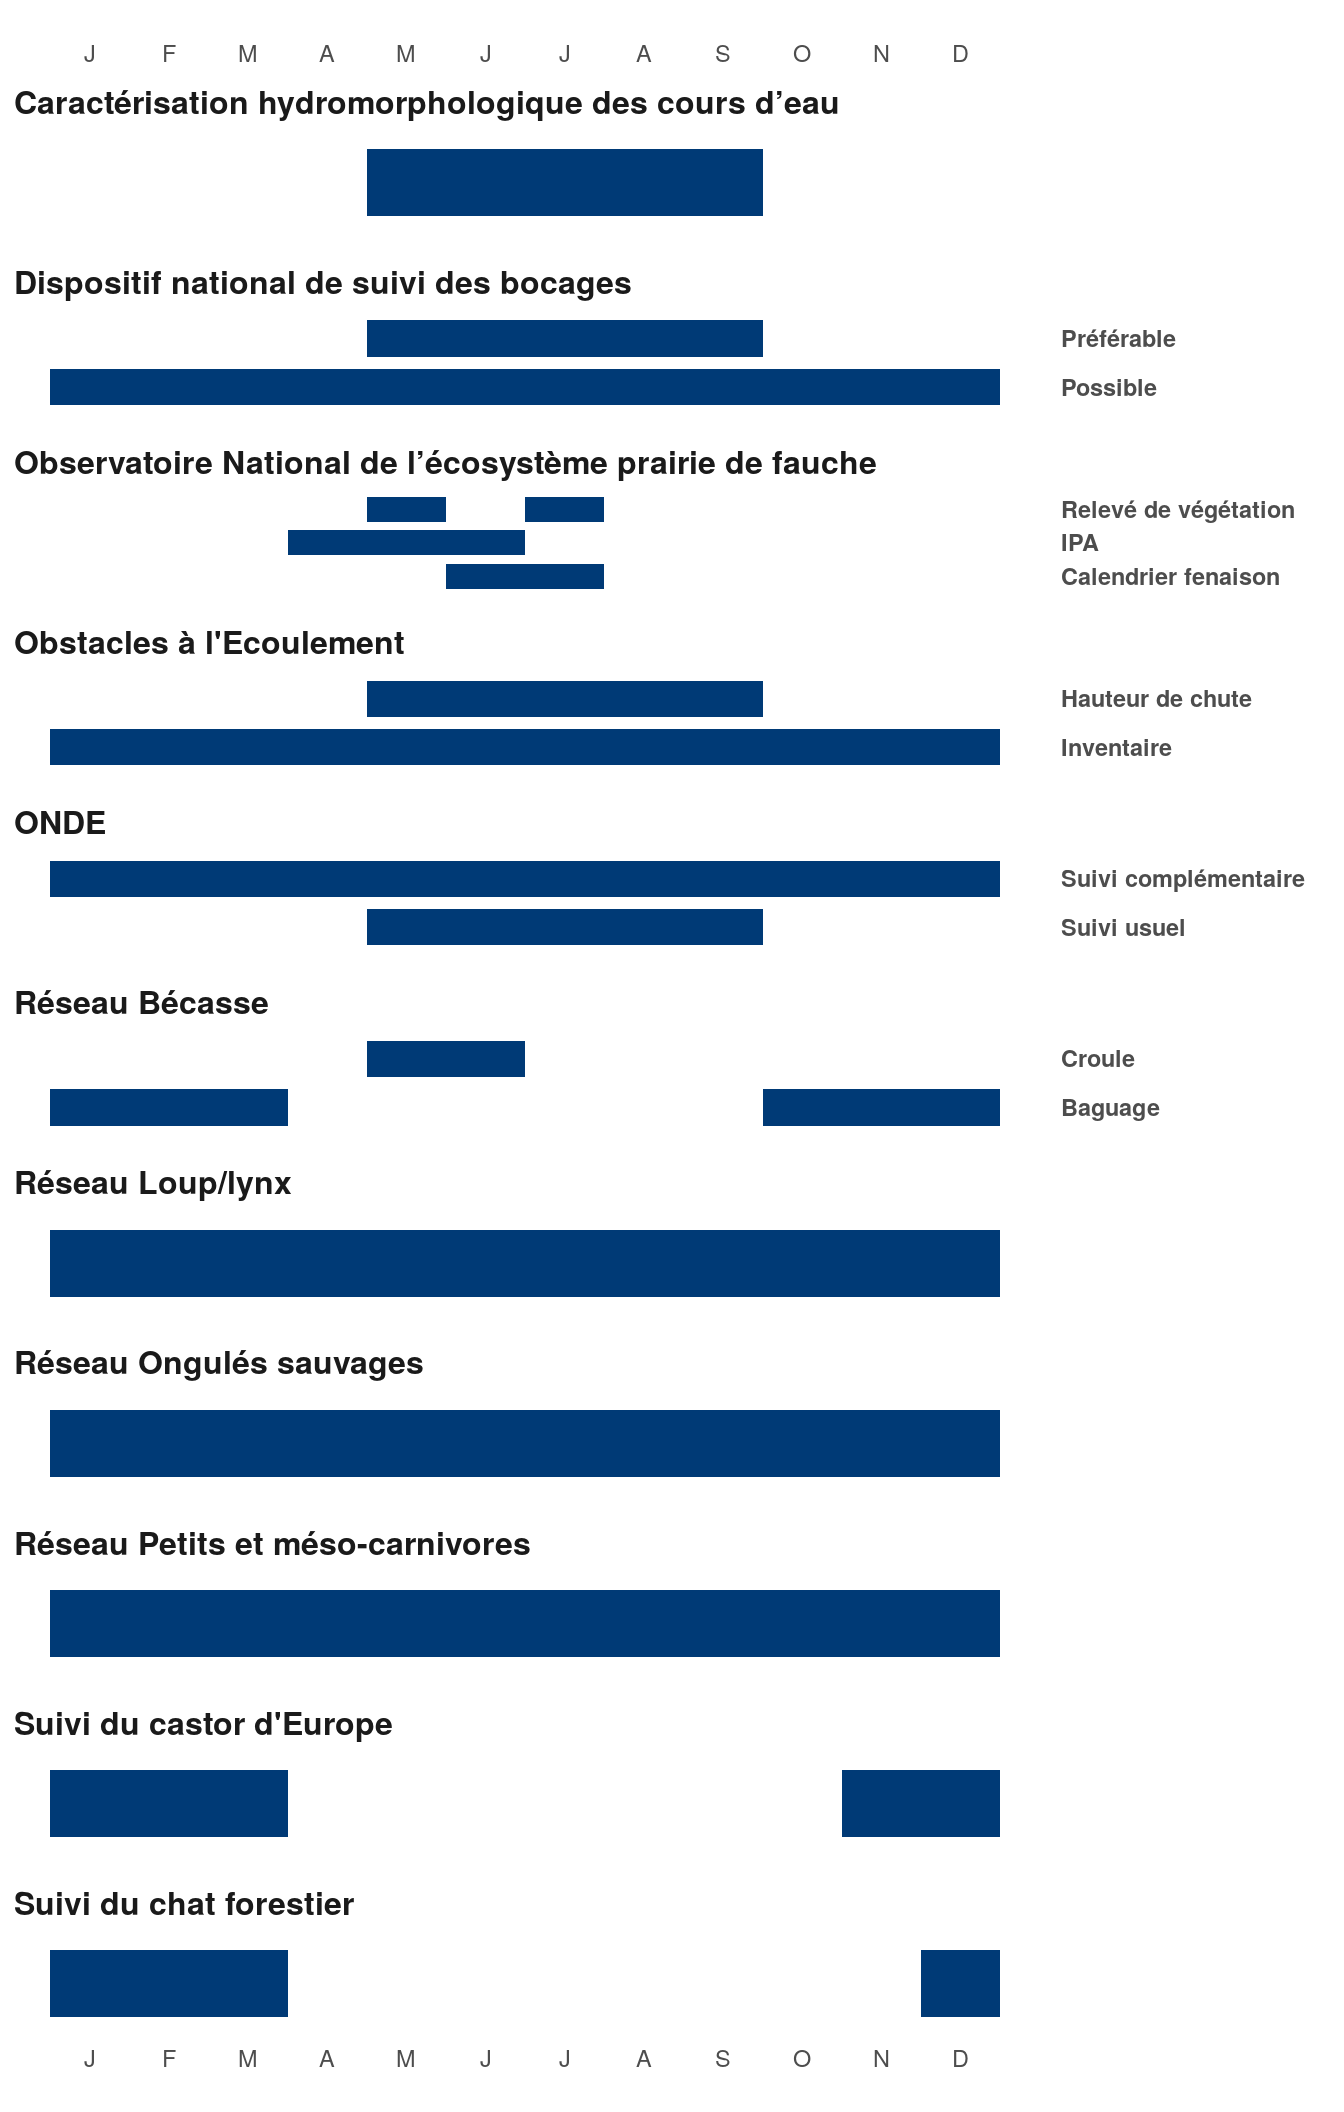 J F M A M J J A S O N D
Caractérisation hydromorphologique des cours d’eau
Dispositif national de suivi des bocages
Préférable
Possible
Observatoire National de l’écosystème prairie de fauche
Relevé de végétation
IPA
Calendrier fenaison
Obstacles à l'Ecoulement
Hauteur de chute
Inventaire
ONDE
Suivi complémentaire
Suivi usuel
Réseau Bécasse
Croule
Baguage
Réseau Loup/lynx
Réseau Ongulés sauvages
Réseau Petits et méso-carnivores
Suivi du castor d'Europe
Suivi du chat forestier
J F M A M J J A S O N D